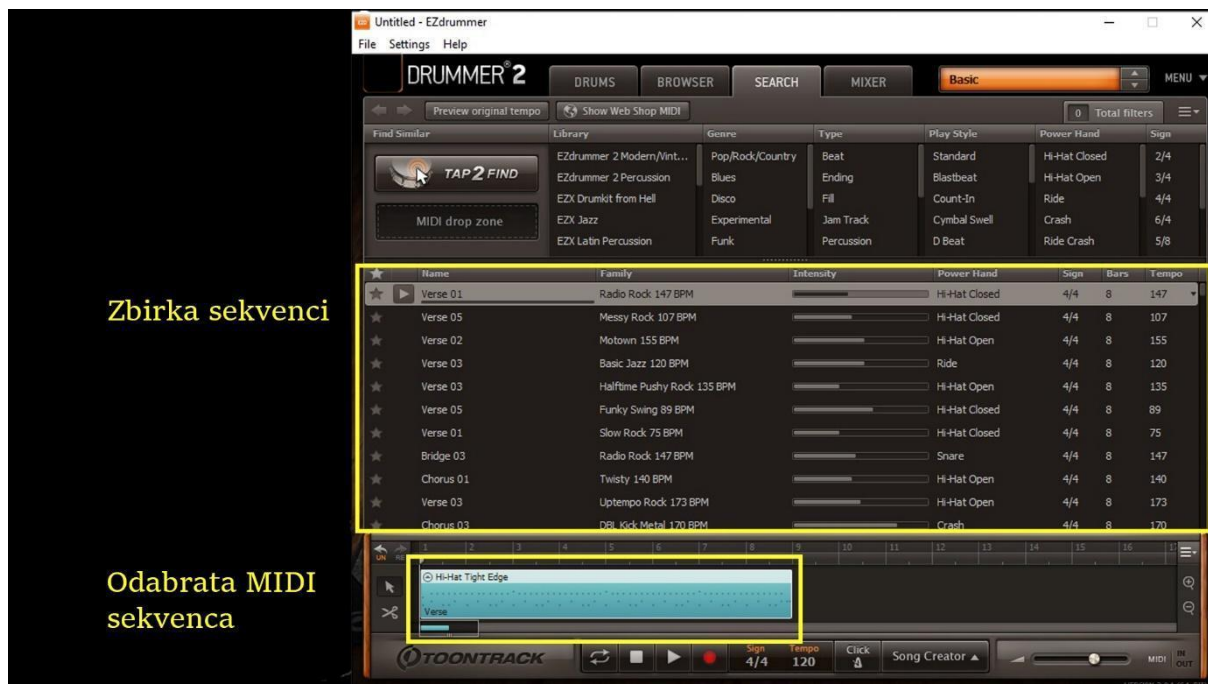 Untitled - EZdrummer
File Settings Help
DRUMMER®2 DRUMS BROWSER SEARCH MIXER Basic MENU
Preview original tempo Show Web Shop MIDI 0 Total filters
Find Similar Library Genre Type Play Style Power Hand Sign
TAP2FIND
MIDI drop zone
EZdrummer 2 Modern/Vint... Pop/Rock/Country Beat Standard Hi-Hat Closed 2/4
EZdrummer 2 Percussion Blues Ending Blastbeat Hi-Hat Open 3/4
EZX Drumkit from Hell Disco Fill Count-In Ride 4/4
EZX Jazz Experimental Jam Track Cymbal Swell Crash 6/4
EZX Latin Percussion Funk Percussion D Beat Ride Crash 5/8
Name Family Intensity Power Hand Sign Bars Tempo
Verse 01 Radio Rock 147 BPM Hi-Hat Closed 4/4 8 147
Verse 05 Messy Rock 107 BPM Hi-Hat Closed 4/4 8 107
Verse 02 Motown 155 BPM Hi-Hat Open 4/4 8 155
Verse 03 Basic Jazz 120 BPM Ride 4/4 8 120
Verse 03 Halftime Pushy Rock 135 BPM Hi-Hat Open 4/4 8 135
Verse 05 Funky Swing 89 BPM Hi-Hat Closed 4/4 8 89
Verse 01 Slow Rock 75 BPM Hi-Hat Closed 4/4 8 75
Bridge 03 Radio Rock 147 BPM Snare 4/4 8 147
Chorus 01 Twisty 140 BPM Hi-Hat Open 4/4 8 140
Verse 03 Uptempo Rock 173 BPM Hi-Hat Open 4/4 8 173
Chorus 03 DBL Kick Metal 170 BPM Crash 4/4 8 170
Zbirka sekvenci
UN RE 1 2 3 4 5 6 7 8 9 10 11 12 13 14 15 16
Hi-Hat Tight Edge
Verse
Odabrata MIDI
sekvenca
TOONTRACK Sign 4/4 Tempo 120 Click Song Creator MIDI IN OUT